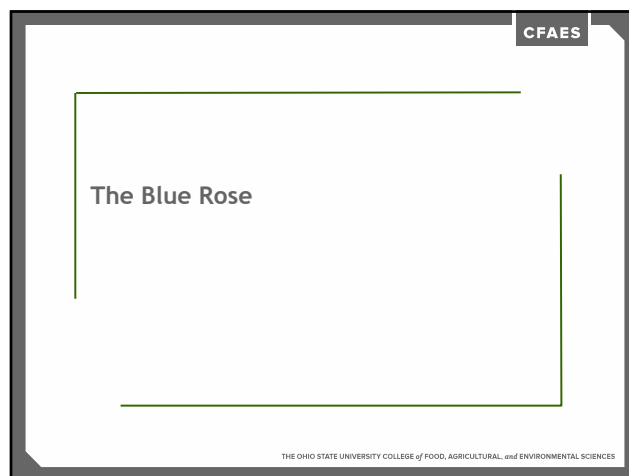 CFAES
The Blue Rose
THE OHIO STATE UNIVERSITY COLLEGE of FOOD, AGRICULTURAL, and ENVIRONMENTAL SCIENCES